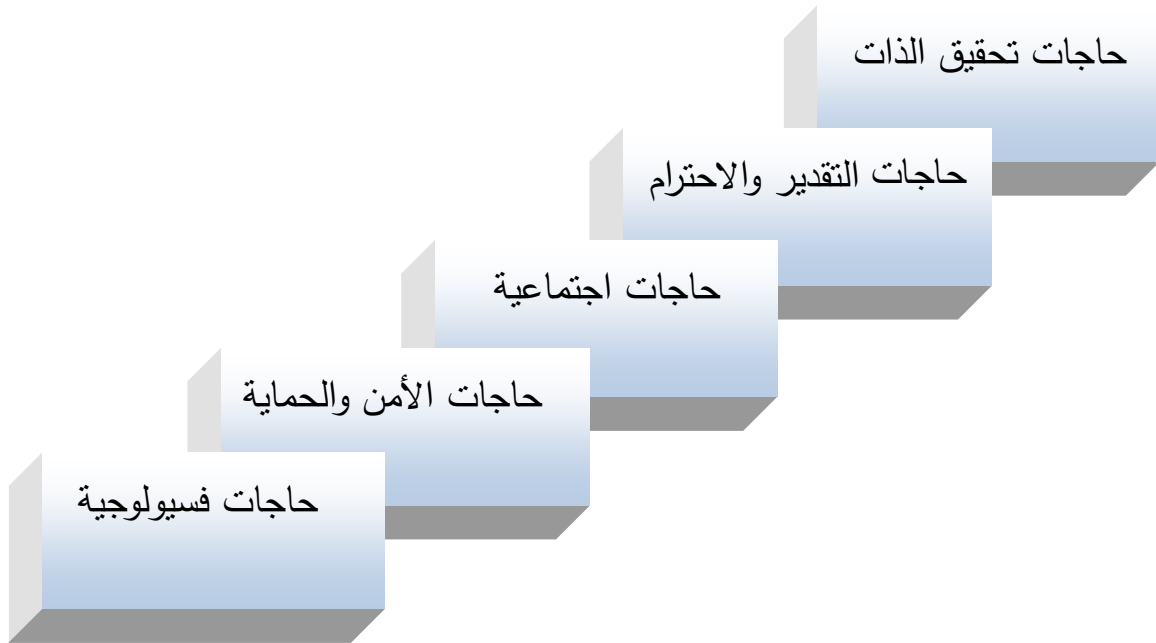 حاجات تحقيق الذات
حاجات التقدير والاحترام
حاجات اجتماعية
حاجات الأمن والحماية
حاجات فسيولوجية